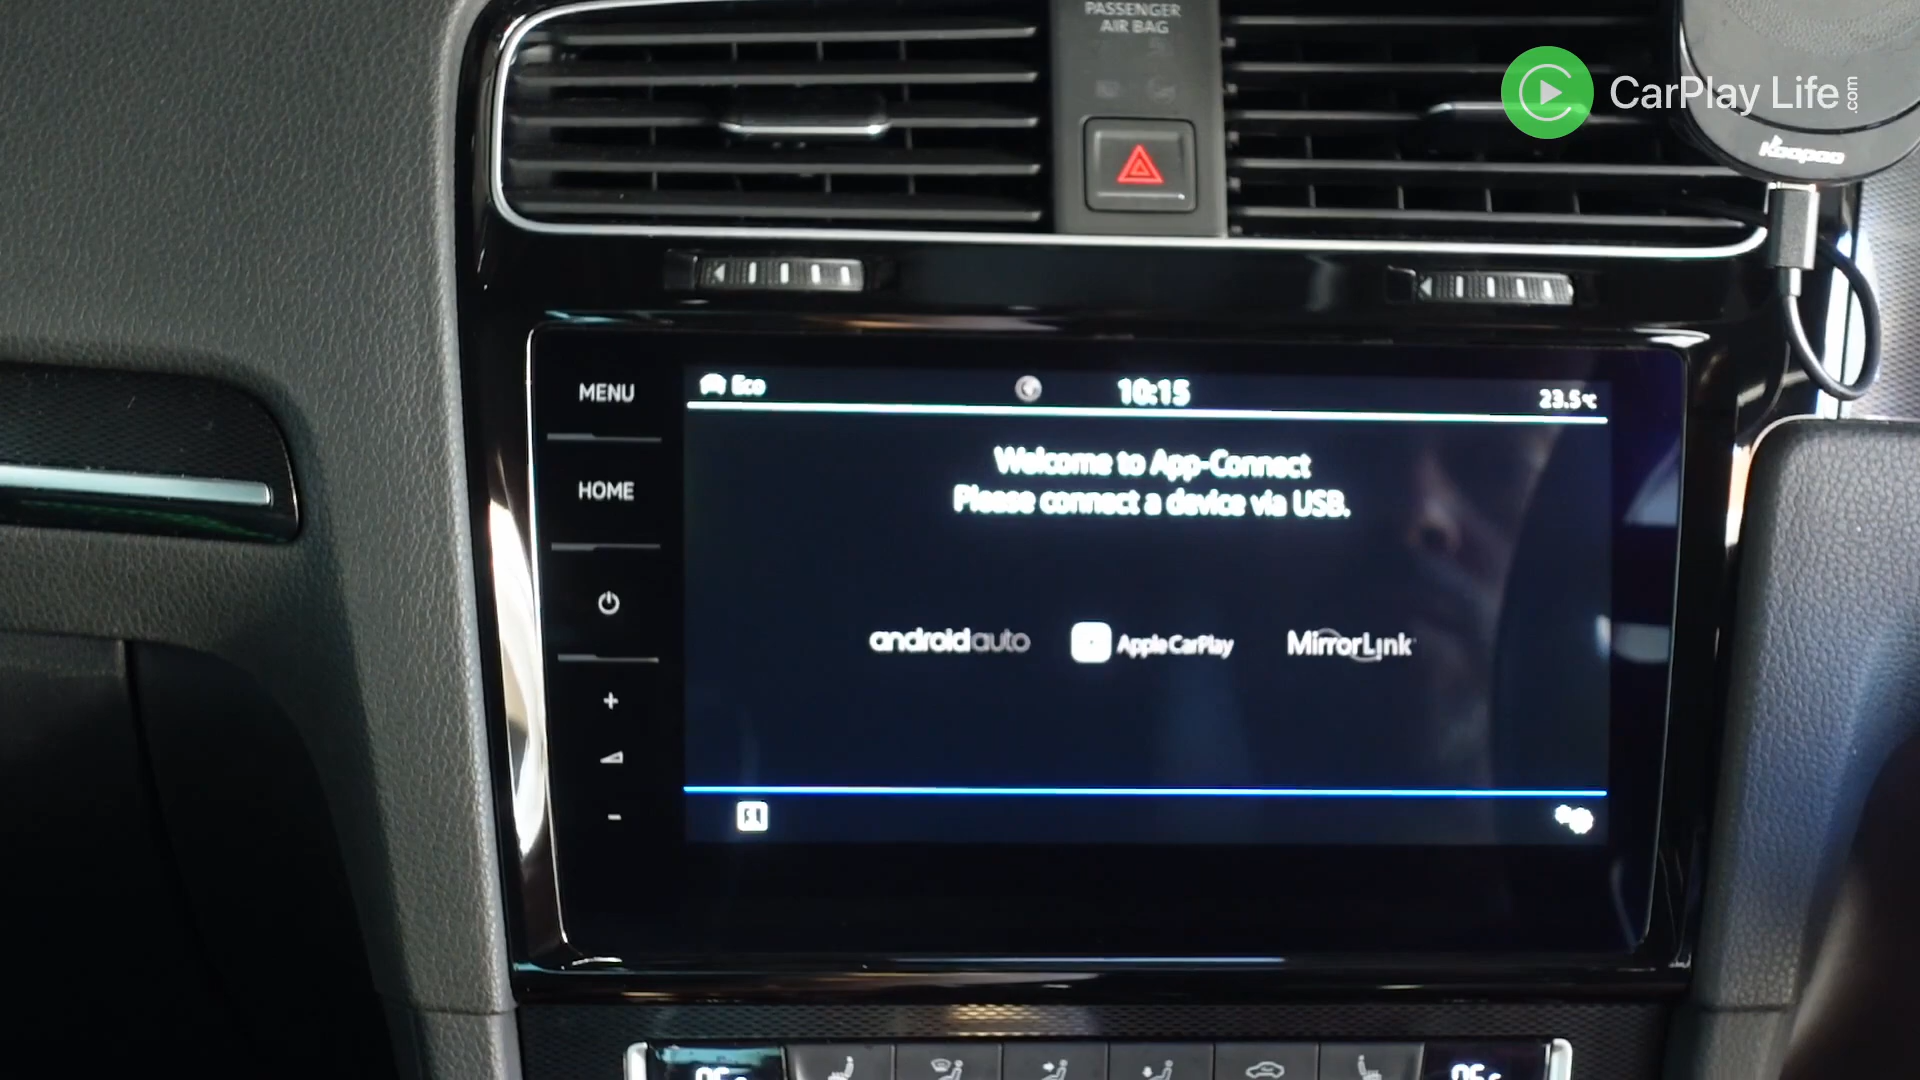 PASSENGER
AIR BAG
CarPlay Life.com
Koopao
MENU
HOME
Eco
10:15
23.5°C
Welcome to App-Connect
Please connect a device via USB.
androidauto
Apple CarPlay
MirrorLink
+
-